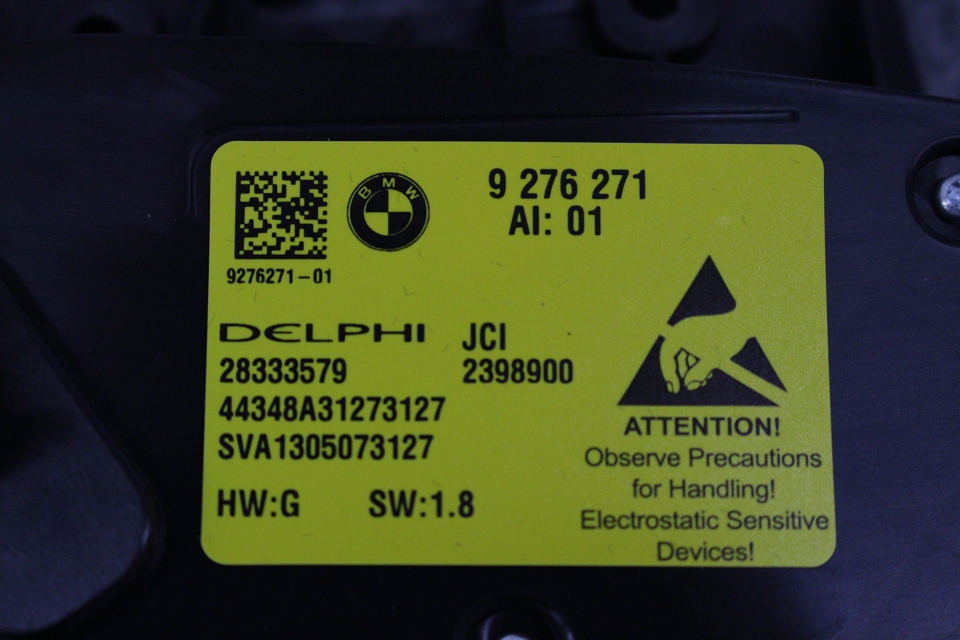 BMW
9 276 271
AI: 01
9276271-01
DELPHI
28333579
44348A31273127
SVA1305073127
JCI
2398900
HW:G SW:1.8
ATTENTION!
Observe Precautions
for Handling!
Electrostatic Sensitive
Devices!